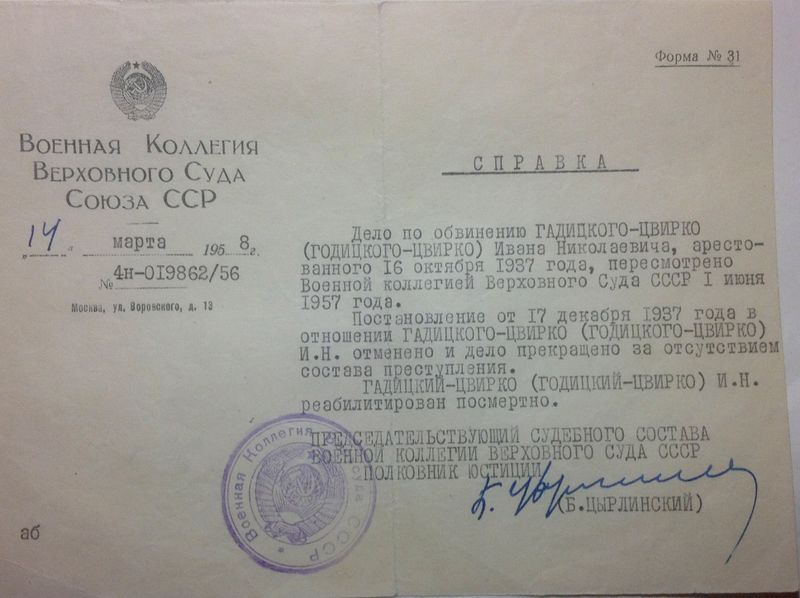 Форма № 31
Военная Коллегия
Верховного Суда
Союза ССР
„14" марта 1958 г.
№ 4н-019862/56
Москва, ул. Воровского, д. 13
СПРАВКА
Дело по обвинению ГАДИЦКОГО-ЦВИРКО
(ГОДИЦКОГО-ЦВИРКО) Ивана Николаевича, аресто-
ванного 16 октября 1937 года, пересмотрено
Военной коллегией Верховного Суда СССР I июня
1957 года.
Постановление от 17 декабря 1937 года в
отношении ГАДИЦКОГО-ЦВИРКО (ГОДИЦКОГО-ЦВИРКО)
И.Н. отменено и дело прекращено за отсутствием
состава преступления.
ГАДИЦКИЙ-ЦВИРКО (ГОДИЦКИЙ-ЦВИРКО) И.Н.
реабилитирован посмертно.
ПРЕДСЕДАТЕЛЬСТВУЮЩИЙ СУДЕБНОГО СОСТАВА
ВОЕННОЙ КОЛЛЕГИИ ВЕРХОВНОГО СУДА СССР
ПОЛКОВНИК ЮСТИЦИИ
(Б.ЦЫРЛИНСКИЙ)
Военная Коллегия Суда СССР
аб